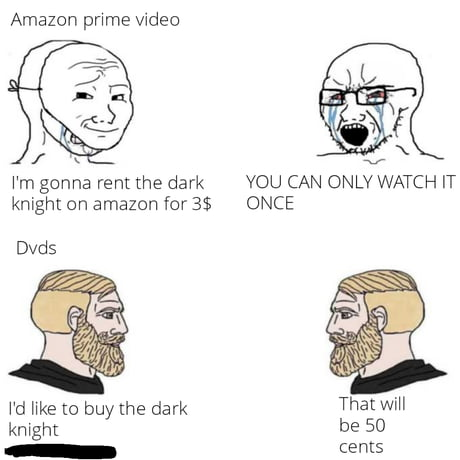 Amazon prime video
I'm gonna rent the dark
knight on amazon for 3$
YOU CAN ONLY WATCH IT
ONCE
Dvds
I'd like to buy the dark
knight
That will
be 50
cents